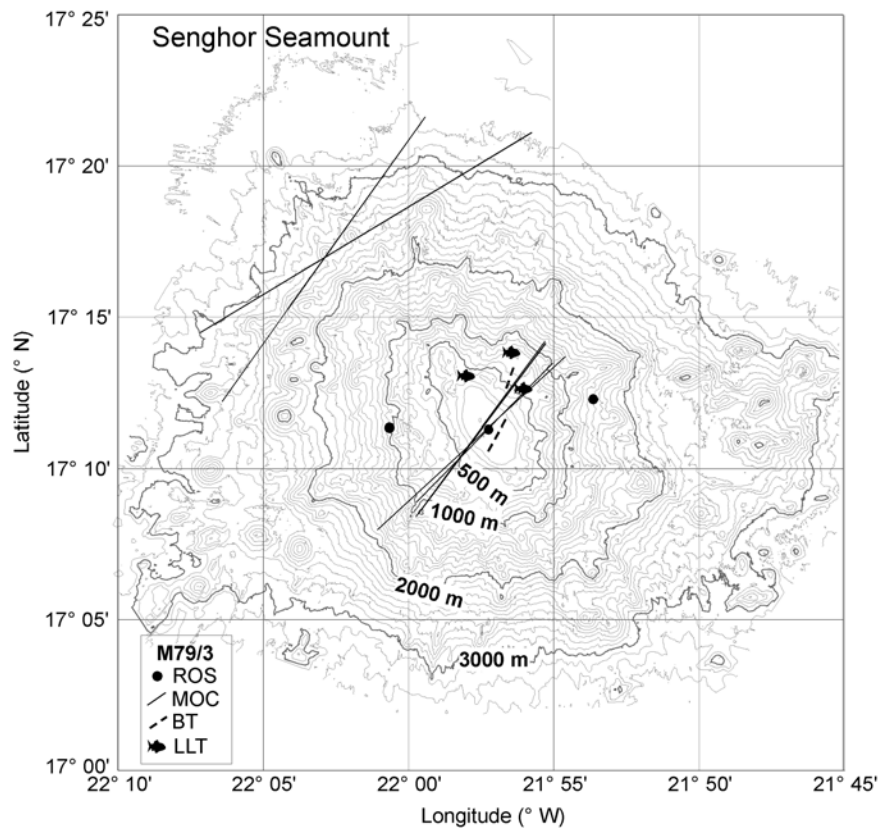 Senghor Seamount
17° 25'
17° 20'
17° 15'
17° 10'
17° 05'
17° 00'
Latitude (° N)
500 m
1000 m
2000 m
3000 m
M79/3
ROS
MOC
BT
LLT
22° 10' 22° 05' 22° 00' 21° 55' 21° 50' 21° 45'
Longitude (° W)